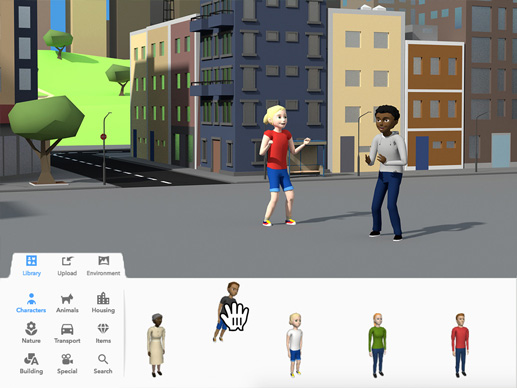 Library Upload Environment
Characters Animals Housing
Nature Transport Items
Building Special Search